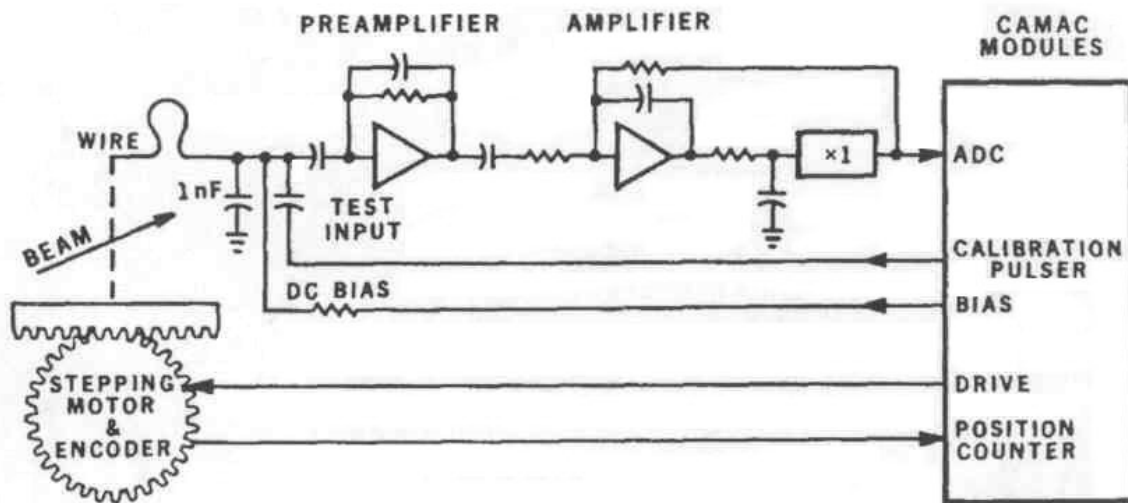 PREAMPLIFIER
AMPLIFIER
CAMAC
MODULES
WIRE
×1
ADC
1nF
TEST
INPUT
BEAM
CALIBRATION
PULSER
DC BIAS
BIAS
STEPPING
MOTOR
&
ENCODER
DRIVE
POSITION
COUNTER